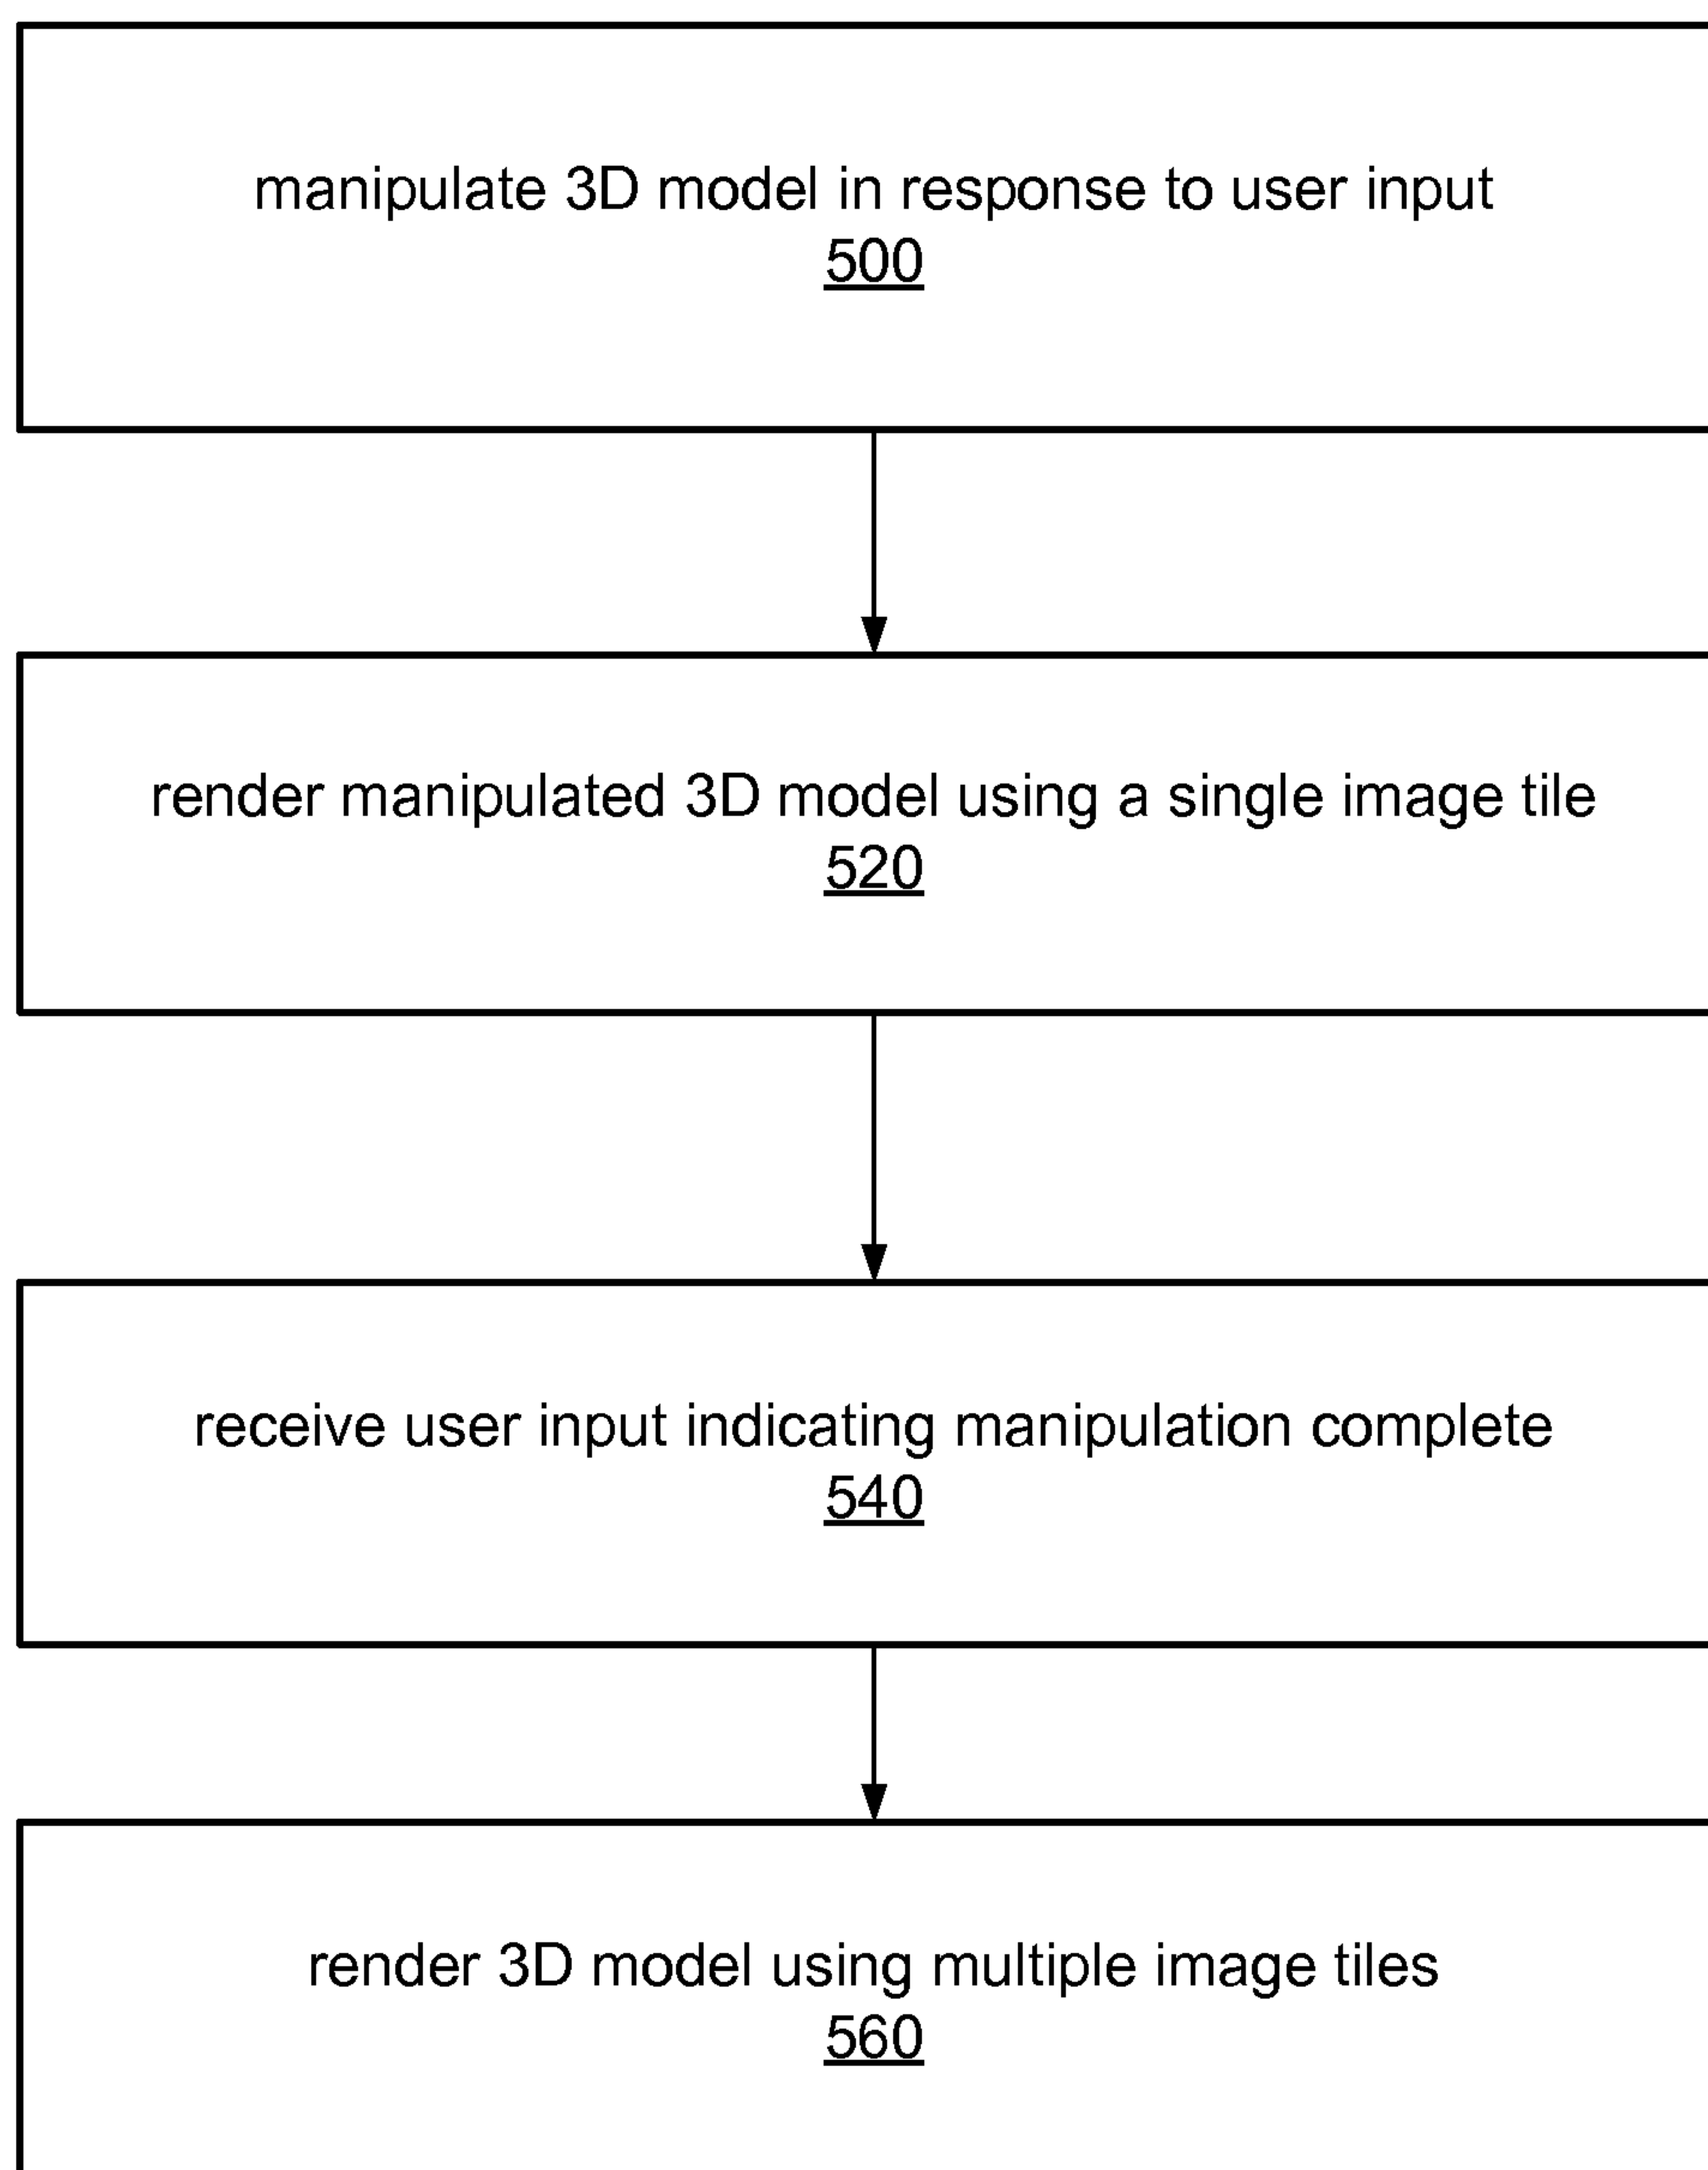 manipulate 3D model in response to user input
500
render manipulated 3D model using a single image tile
520
receive user input indicating manipulation complete
540
render 3D model using multiple image tiles
560